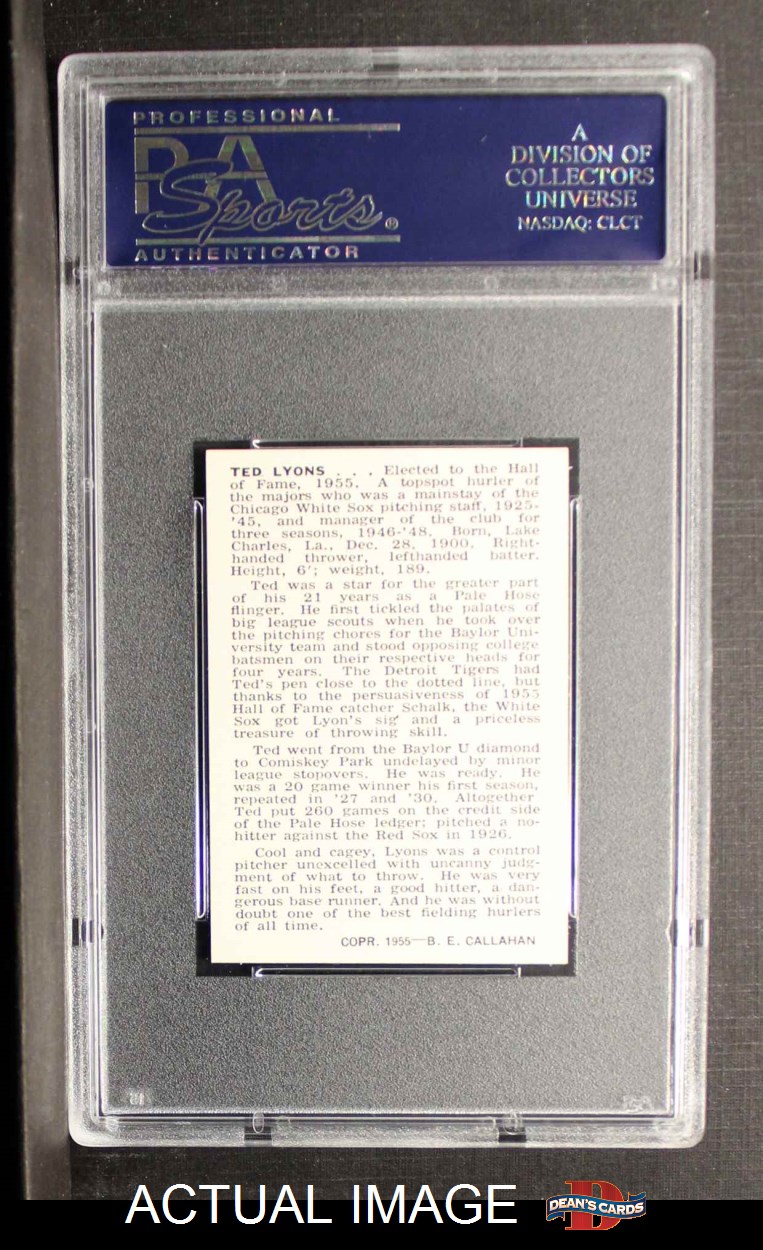 PROFESSIONAL
PSA
Sports®
AUTHENTICATOR
A
DIVISION OF
COLLECTORS
UNIVERSE
NASDAQ: CLCT
TED LYONS . . . Elected to the Hall
of Fame, 1955. A topspot hurler of
the majors who was a mainstay of the
Chicago White Sox pitching staff, 1925-
'45, and manager of the club for
three seasons, 1946-'48. Born, Lake
Charles, La., Dec. 28, 1900. Right-
handed thrower, lefthanded batter.
Height, 6'; weight, 189.
Ted was a star for the greater part
of his 21 years as a Pale Hose
flinger. He first tickled the palates of
big league scouts when he took over
the pitching chores for the Baylor Uni-
versity team and stood opposing college
batsmen on their respective heads for
four years. The Detroit Tigers had
Ted's pen close to the dotted line, but
thanks to the persuasiveness of 1955
Hall of Fame catcher Schalk, the White
Sox got Lyon's sig' and a priceless
treasure of throwing skill.
Ted went from the Baylor U diamond
to Comiskey Park undelayed by minor
league stopovers. He was ready. He
was a 20 game winner his first season,
repeated in '27 and '30. Altogether
Ted put 260 games on the credit side
of the Pale Hose ledger; pitched a no-
hitter against the Red Sox in 1926.
Cool and cagey, Lyons was a control
pitcher unexcelled with uncanny judg-
ment of what to throw. He was very
fast on his feet, a good hitter, a dan-
gerous base runner. And he was without
doubt one of the best fielding hurlers
of all time.
COPR. 1955—B. E. CALLAHAN
PSA
ACTUAL IMAGE
DEAN'S CARDS